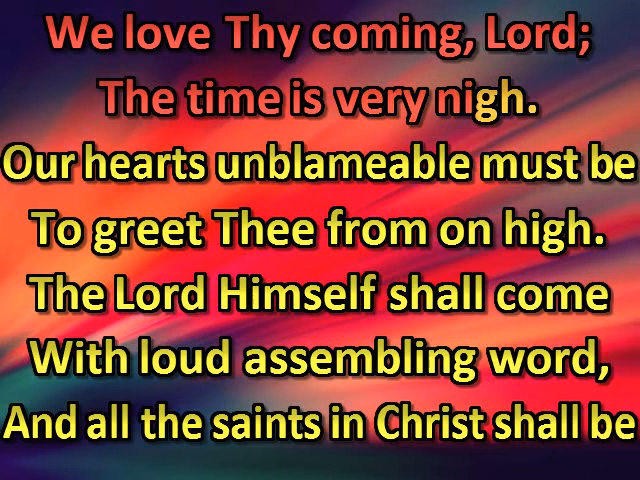 We love Thy coming, Lord;
The time is very nigh.
Our hearts unblameable must be
To greet Thee from on high.
The Lord Himself shall come
With loud assembling word,
And all the saints in Christ shall be